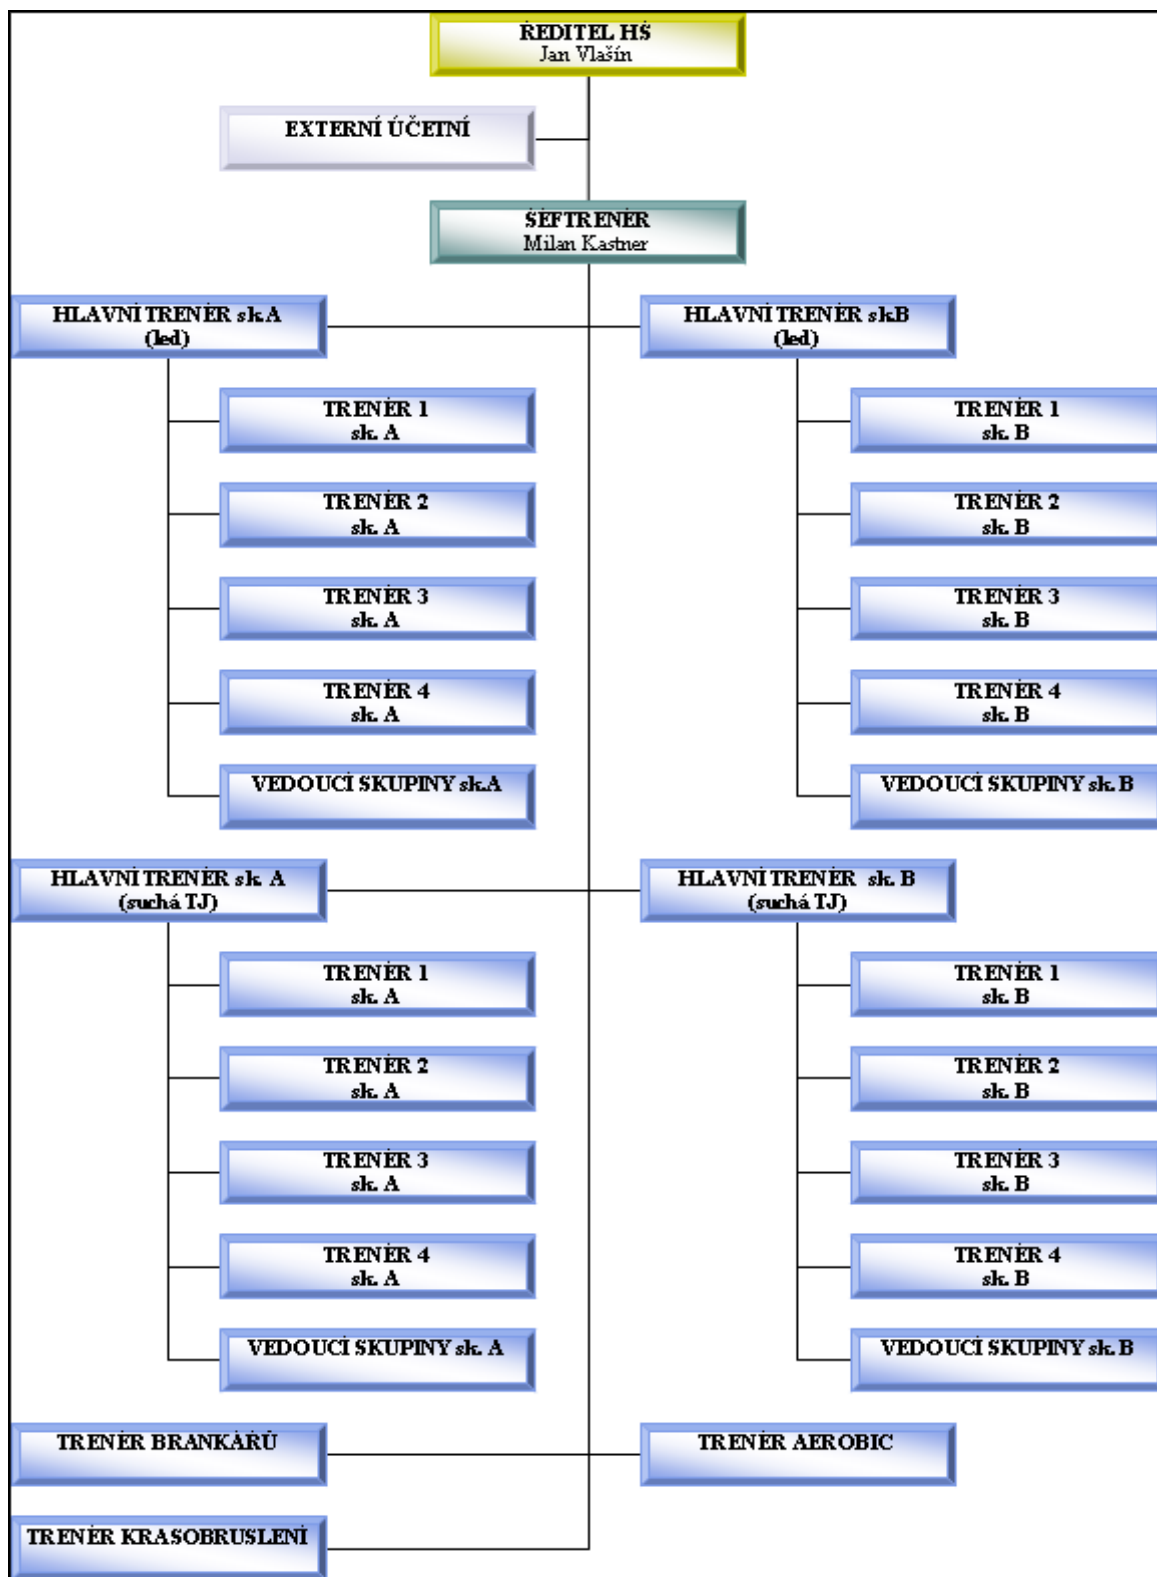 ŘEDITEL HŠ
Jan Vlašín
EXTERNÍ ÚČETNÍ
ŠÉFTRENÉR
Milan Kastner
HLAVNÍ TRENÉR sk.A
(led)
HLAVNÍ TRENÉR sk.B
(led)
TRENÉR 1
sk. A
TRENÉR 1
sk. B
TRENÉR 2
sk. A
TRENÉR 2
sk. B
TRENÉR 3
sk. A
TRENÉR 3
sk. B
TRENÉR 4
sk. A
TRENÉR 4
sk. B
VEDOUCÍ SKUPINY sk.A
VEDOUCÍ SKUPINY sk. B
HLAVNÍ TRENÉR sk. A
(suchá TJ)
HLAVNÍ TRENÉR sk. B
(suchá TJ)
TRENÉR 1
sk. A
TRENÉR 1
sk. B
TRENÉR 2
sk. A
TRENÉR 2
sk. B
TRENÉR 3
sk. A
TRENÉR 3
sk. B
TRENÉR 4
sk. A
TRENÉR 4
sk. B
VEDOUCÍ SKUPINY sk. A
VEDOUCÍ SKUPINY sk. B
TRENÉR BRANKÁŘŮ
TRENÉR AEROBIC
TRENÉR KRASOBRUSLENÍ